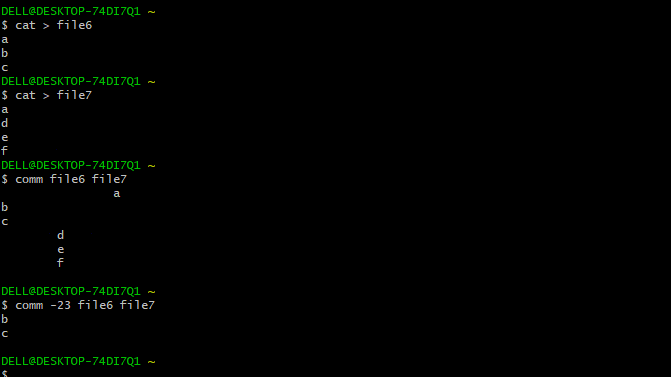 DELL@DESKTOP-74DI7Q1 ~
$ cat > file6
a
b
c
DELL@DESKTOP-74DI7Q1 ~
$ cat > file7
a
d
e
f
DELL@DESKTOP-74DI7Q1 ~
$ comm file6 file7
                a
b
c
        d
        e
        f

DELL@DESKTOP-74DI7Q1 ~
$ comm -23 file6 file7
b
c

DELL@DESKTOP-74DI7Q1 ~
$